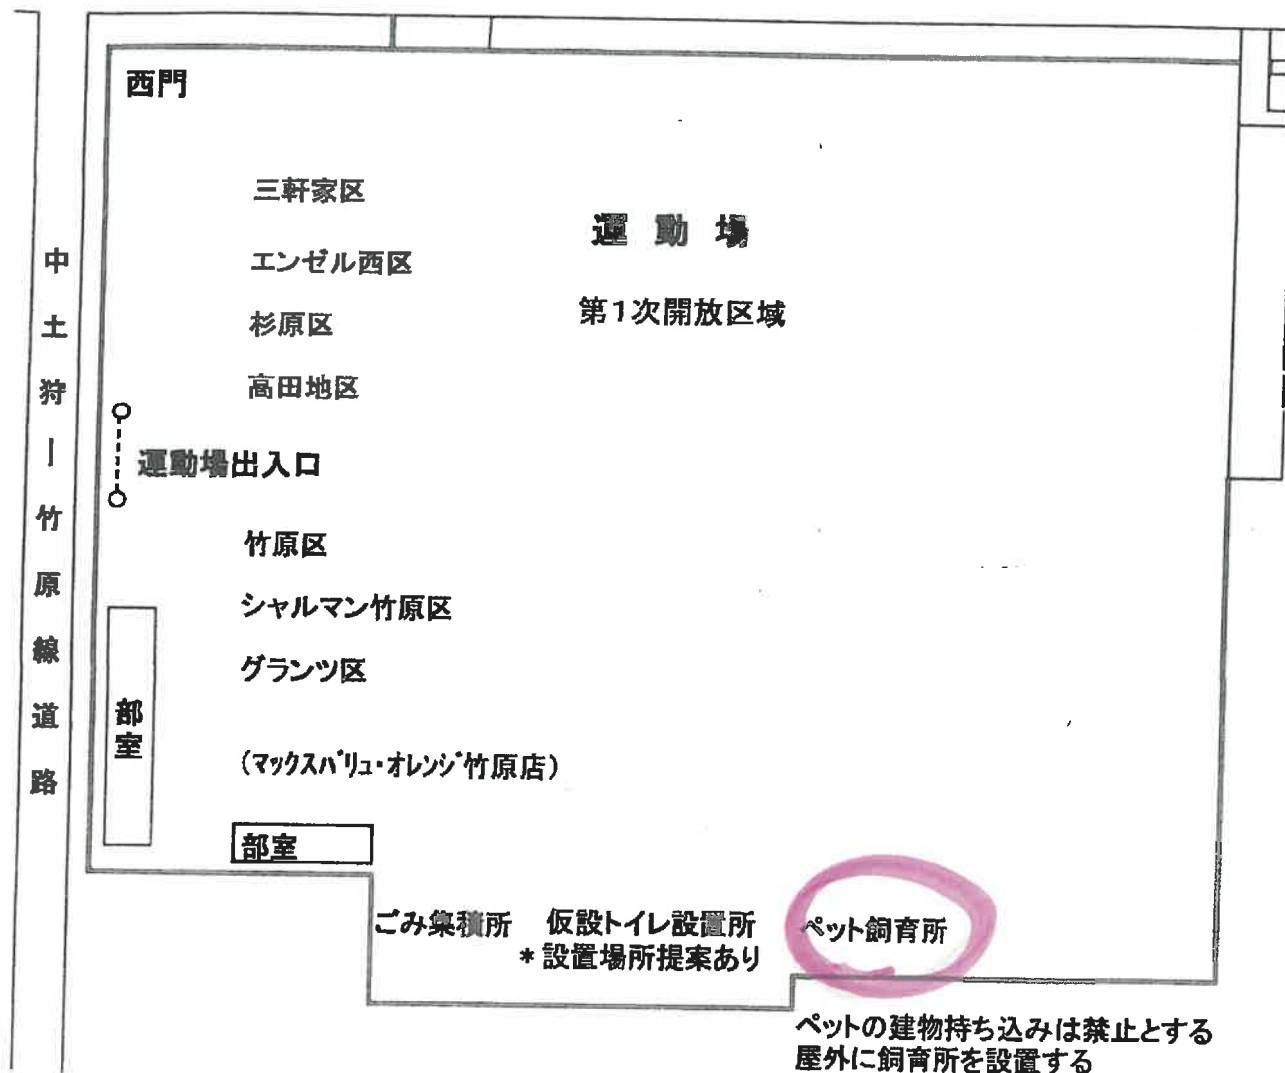 西門
三軒家区
運動場
エンゼル西区
第1次開放区域
杉原区
高田地区
中土狩ー竹原線道路
運動場出入口
竹原区
シャルマン竹原区
グランツ区
部室
(マックスバリュ・オレンジ竹原店)
部室
ごみ集積所 仮設トイレ設置所 ペット飼育所
*設置場所提案あり
ペットの建物持ち込みは禁止とする
屋外に飼育所を設置する